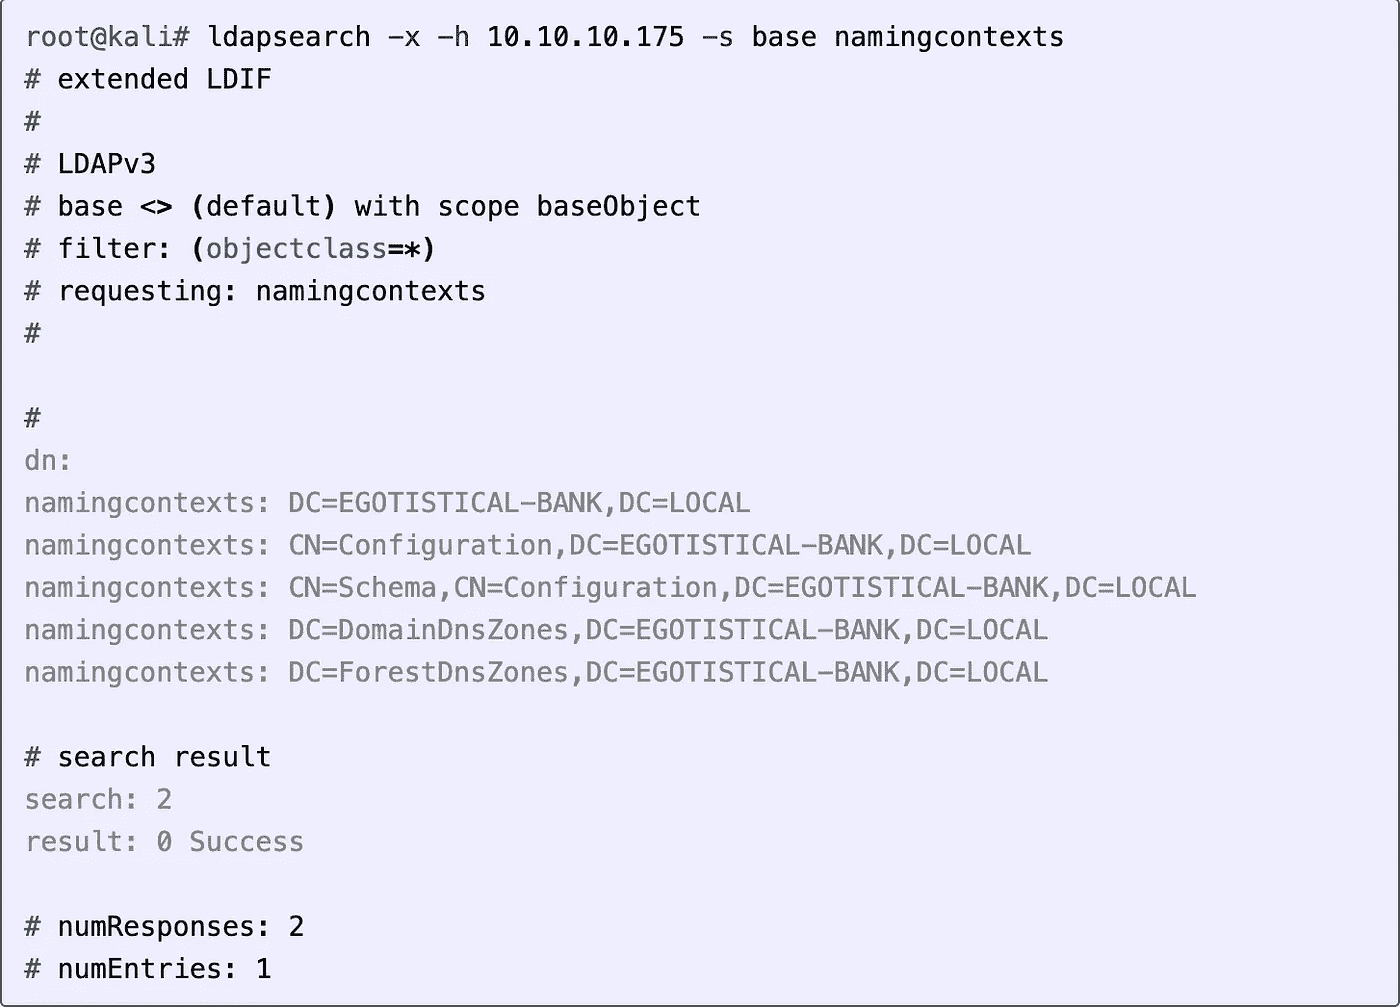 root@kali# ldapsearch -x -h 10.10.10.175 -s base namingcontexts
# extended LDIF
#
# LDAPv3
# base <> (default) with scope baseObject
# filter: (objectclass=*)
# requesting: namingcontexts
#

#
dn:
namingcontexts: DC=EGOTISTICAL-BANK,DC=LOCAL
namingcontexts: CN=Configuration,DC=EGOTISTICAL-BANK,DC=LOCAL
namingcontexts: CN=Schema,CN=Configuration,DC=EGOTISTICAL-BANK,DC=LOCAL
namingcontexts: DC=DomainDnsZones,DC=EGOTISTICAL-BANK,DC=LOCAL
namingcontexts: DC=ForestDnsZones,DC=EGOTISTICAL-BANK,DC=LOCAL

# search result
search: 2
result: 0 Success

# numResponses: 2
# numEntries: 1